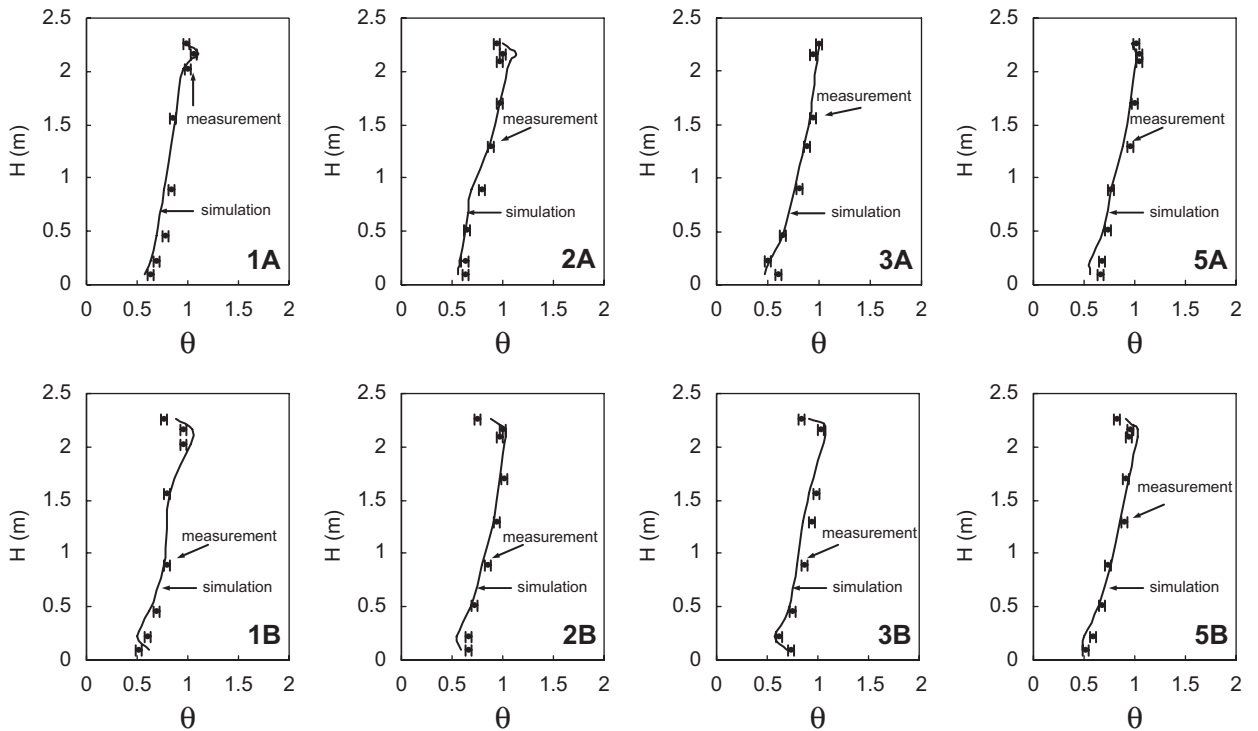 2.5 2.5 2.5 2.5
2 2 2 2
measurement
1.5 measurement 1.5 measurement 1.5 1.5 measurement
H (m) H (m) H (m) H (m)
1 1 1 1
simulation simulation simulation simulation
0.5 0.5 0.5 0.5
1A 2A 3A 5A
0 0 0 0
0 0.5 1 1.5 2 0 0.5 1 1.5 2 0 0.5 1 1.5 2 0 0.5 1 1.5 2
θ θ θ θ
2.5 2.5 2.5 2.5
2 2 2 2
1.5 1.5 1.5 measurement 1.5
H (m) H (m) H (m) H (m)
measurement measurement measurement
1 1 1 1
simulation simulation simulation simulation
0.5 0.5 0.5 0.5
1B 2B 3B 5B
0 0 0 0
0 0.5 1 1.5 2 0 0.5 1 1.5 2 0 0.5 1 1.5 2 0 0.5 1 1.5 2
θ θ θ θ